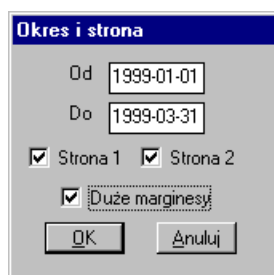 Okres i strona
Od 1999-01-01
Do 1999-03-31
Strona 1 Strona 2
Duże marginesy
OK Anuluj